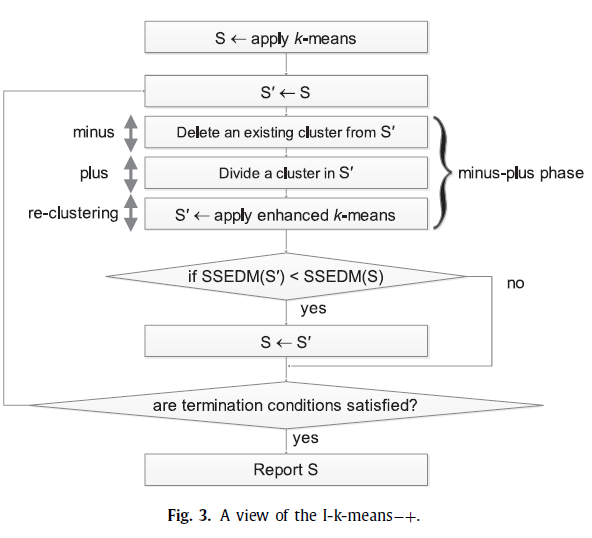 S ← apply k-means
S′ ← S
minus
Delete an existing cluster from S′
plus
Divide a cluster in S′
minus-plus phase
re-clustering
S′ ← apply enhanced k-means
if SSEDM(S′) < SSEDM(S)
no
yes
S ← S′
are termination conditions satisfied?
yes
Report S
Fig. 3. A view of the I-k-means−+.